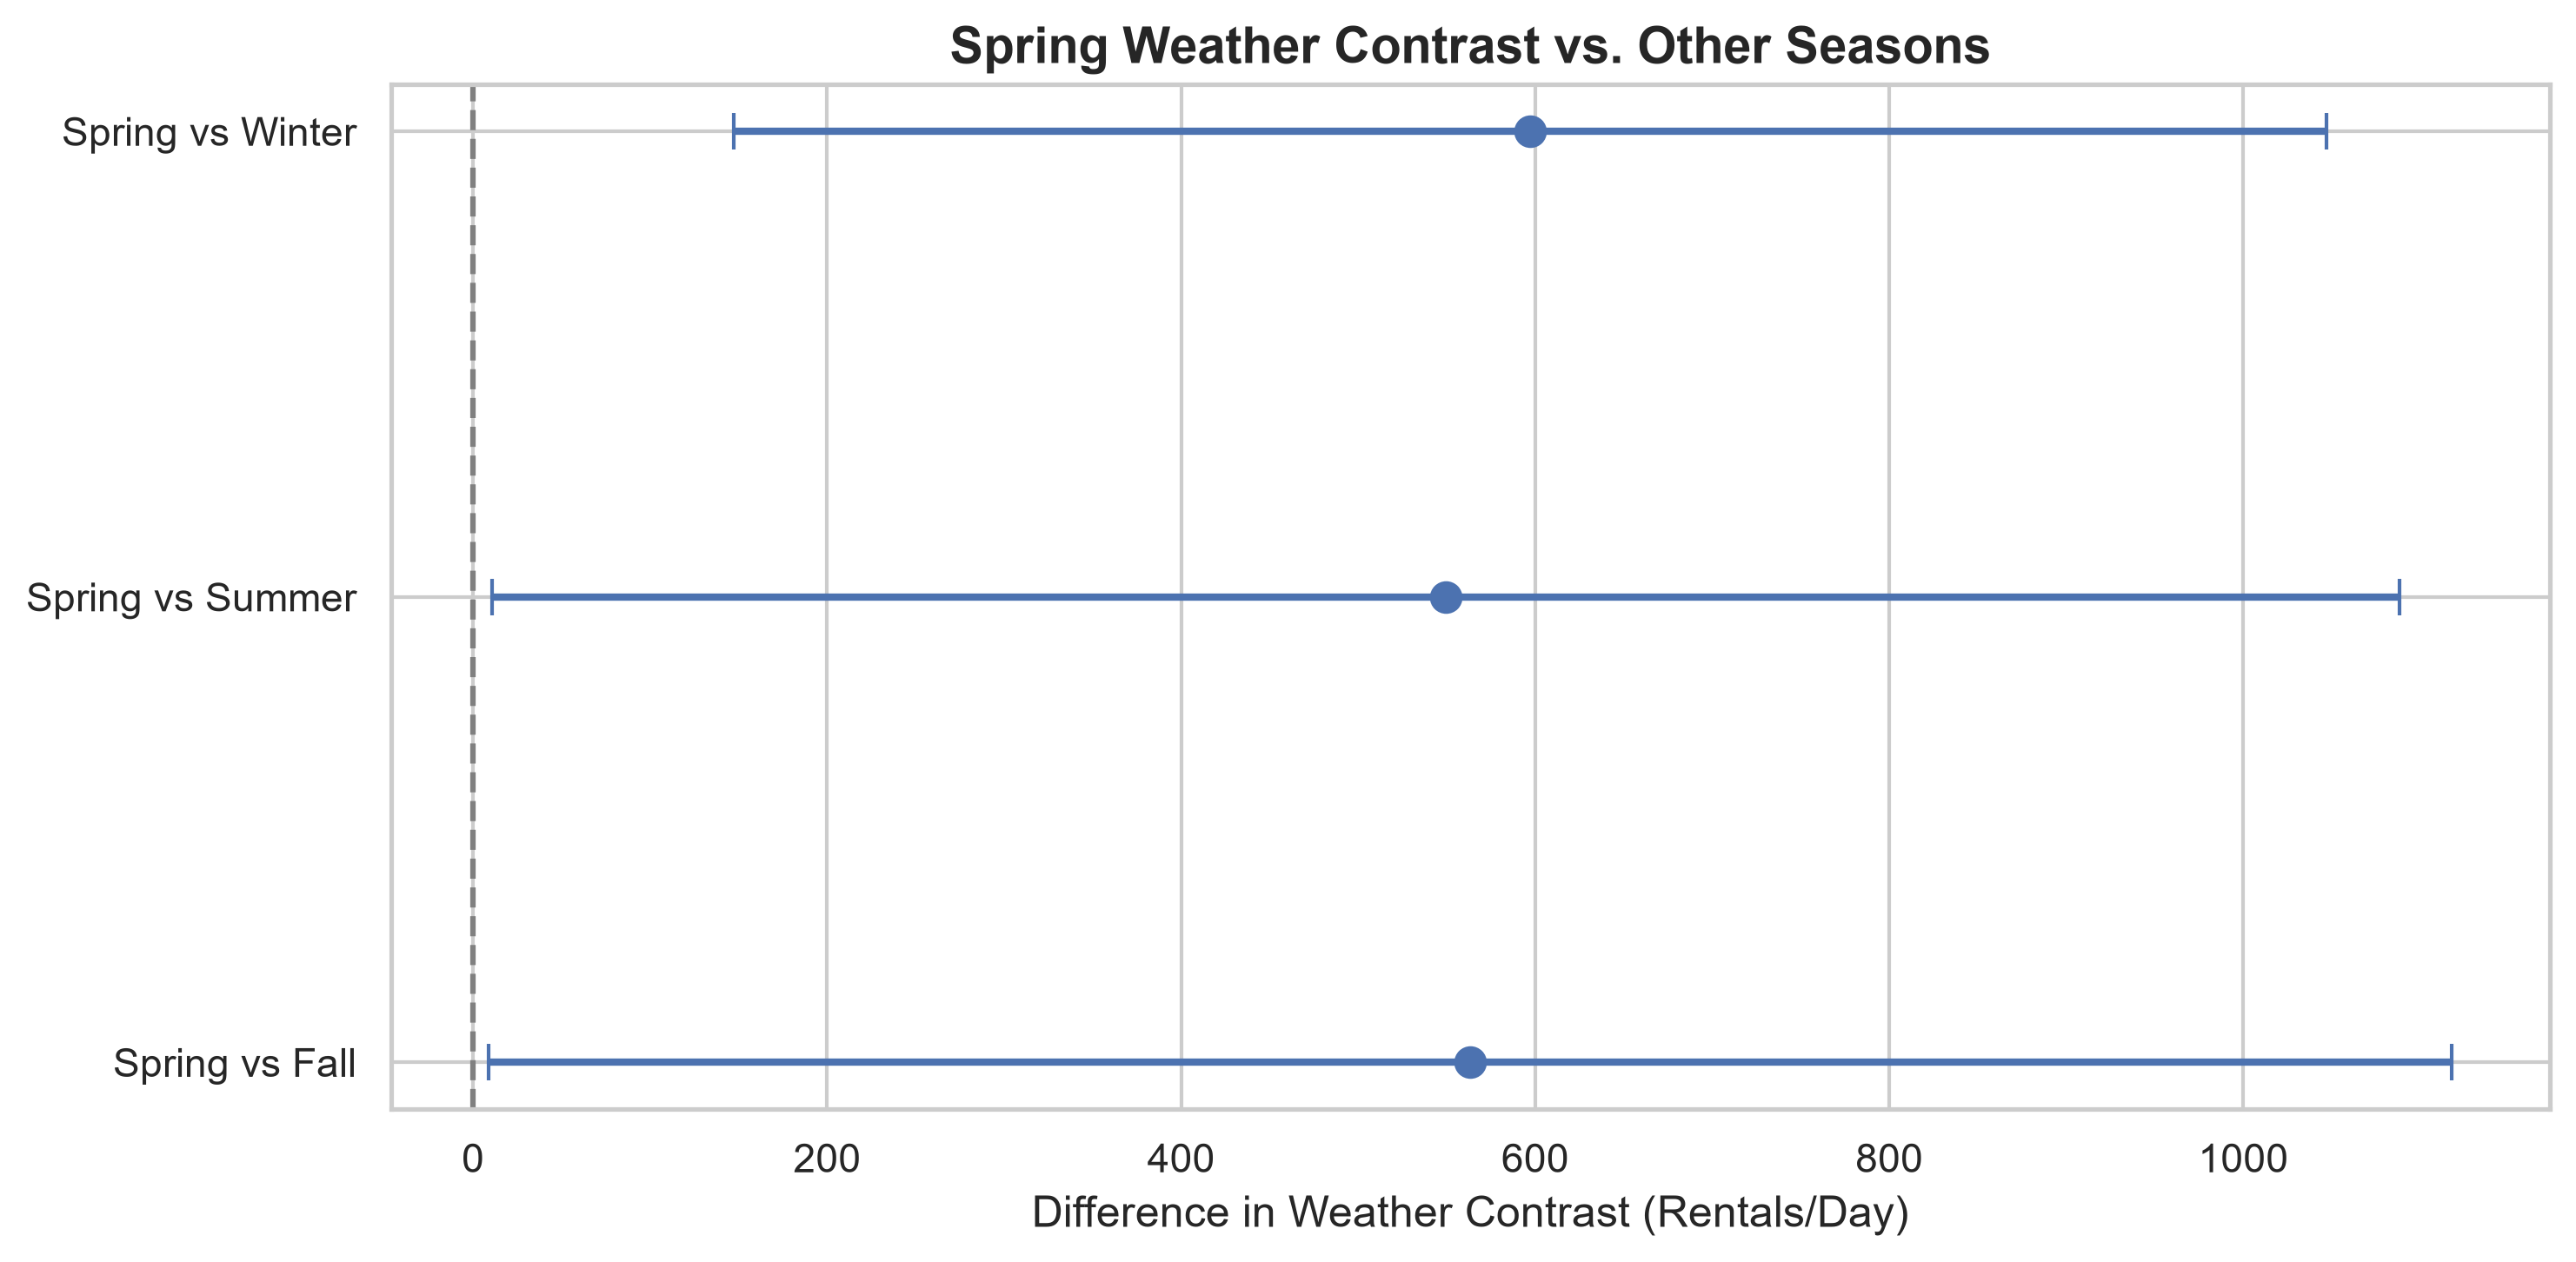 Spring Weather Contrast vs. Other Seasons
Spring vs Winter
Spring vs Summer
Spring vs Fall
0 200 400 600 800 1000
Difference in Weather Contrast (Rentals/Day)